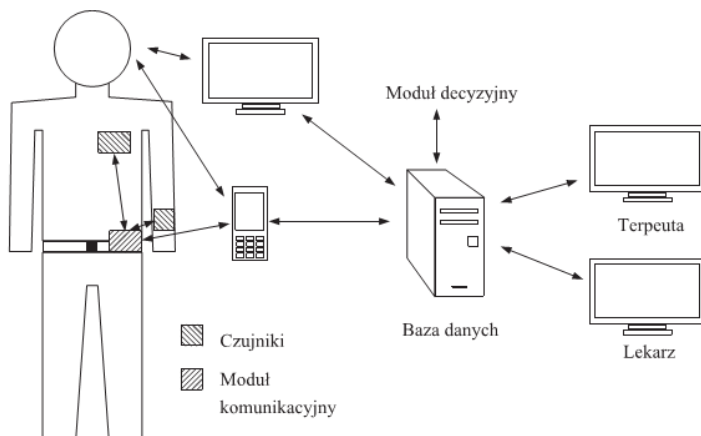 Moduł decyzyjny
Terpeuta
Baza danych
Lekarz
Czujniki
Moduł
komunikacyjny